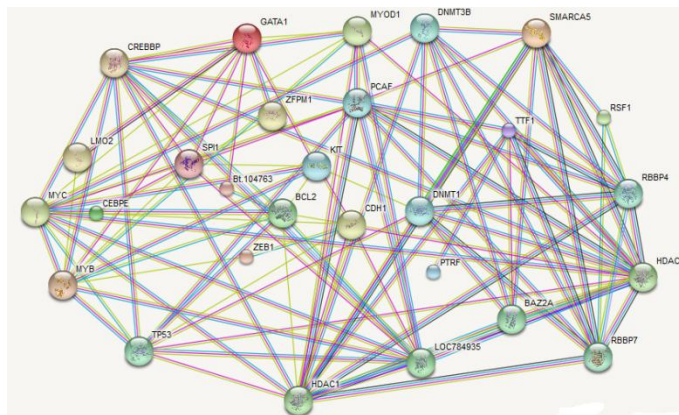 GATA1
MYOD1
DNMT3B
SMARCA5
CREBBP
PCAF
ZFPM1
TTF1
RSF1
LMO2
SPI1
KIT
Bt.104763
RBBP4
MYC
CEBPE
BCL2
CDH1
DNMT1
ZEB1
PTRF
HDAC
MYB
BAZ2A
TP53
LOC784935
RBBP7
HDAC1